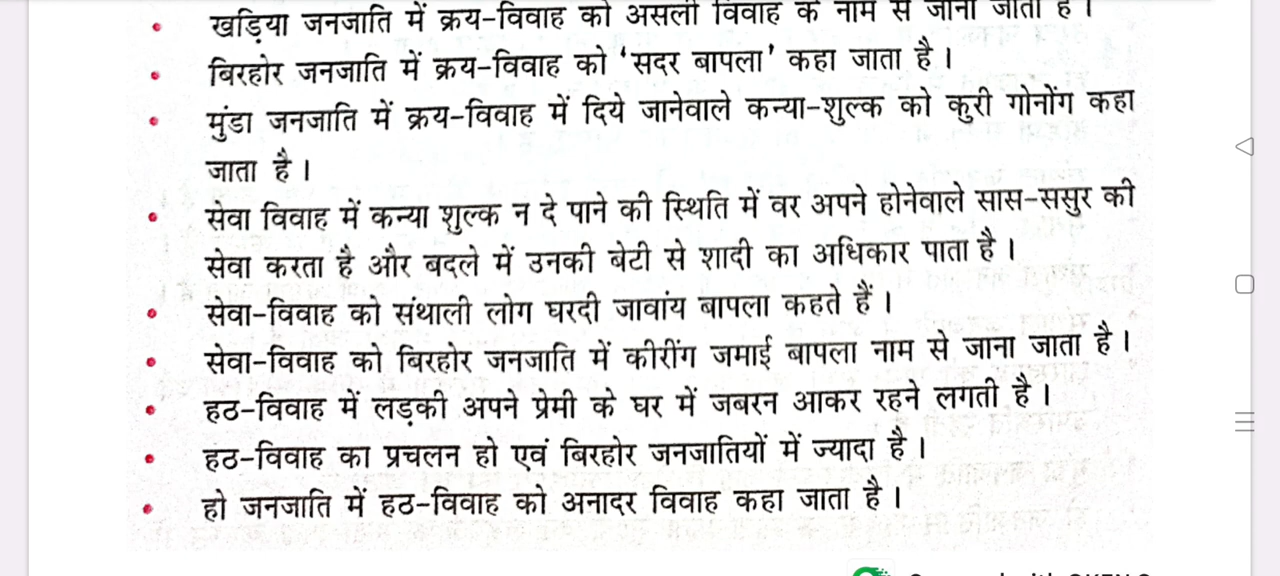 खड़िया जनजाति में क्रय-विवाह को असली विवाह के नाम से जाना जाता है।
बिरहोर जनजाति में क्रय-विवाह को 'सदर बापला' कहा जाता है।
मुंडा जनजाति में क्रय-विवाह में दिये जानेवाले कन्या-शुल्क को कुरी गोनोंग कहा
जाता है।
सेवा विवाह में कन्या शुल्क न दे पाने की स्थिति में वर अपने होनेवाले सास-ससुर की
सेवा करता है और बदले में उनकी बेटी से शादी का अधिकार पाता है।
सेवा-विवाह को संथाली लोग घरदी जावांय बापला कहते हैं।
सेवा-विवाह को बिरहोर जनजाति में कीरींग जमाई बापला नाम से जाना जाता है।
हठ-विवाह में लड़की अपने प्रेमी के घर में जबरन आकर रहने लगती है।
हठ-विवाह का प्रचलन हो एवं बिरहोर जनजातियों में ज्यादा है।
हो जनजाति में हठ-विवाह को अनादर विवाह कहा जाता है।